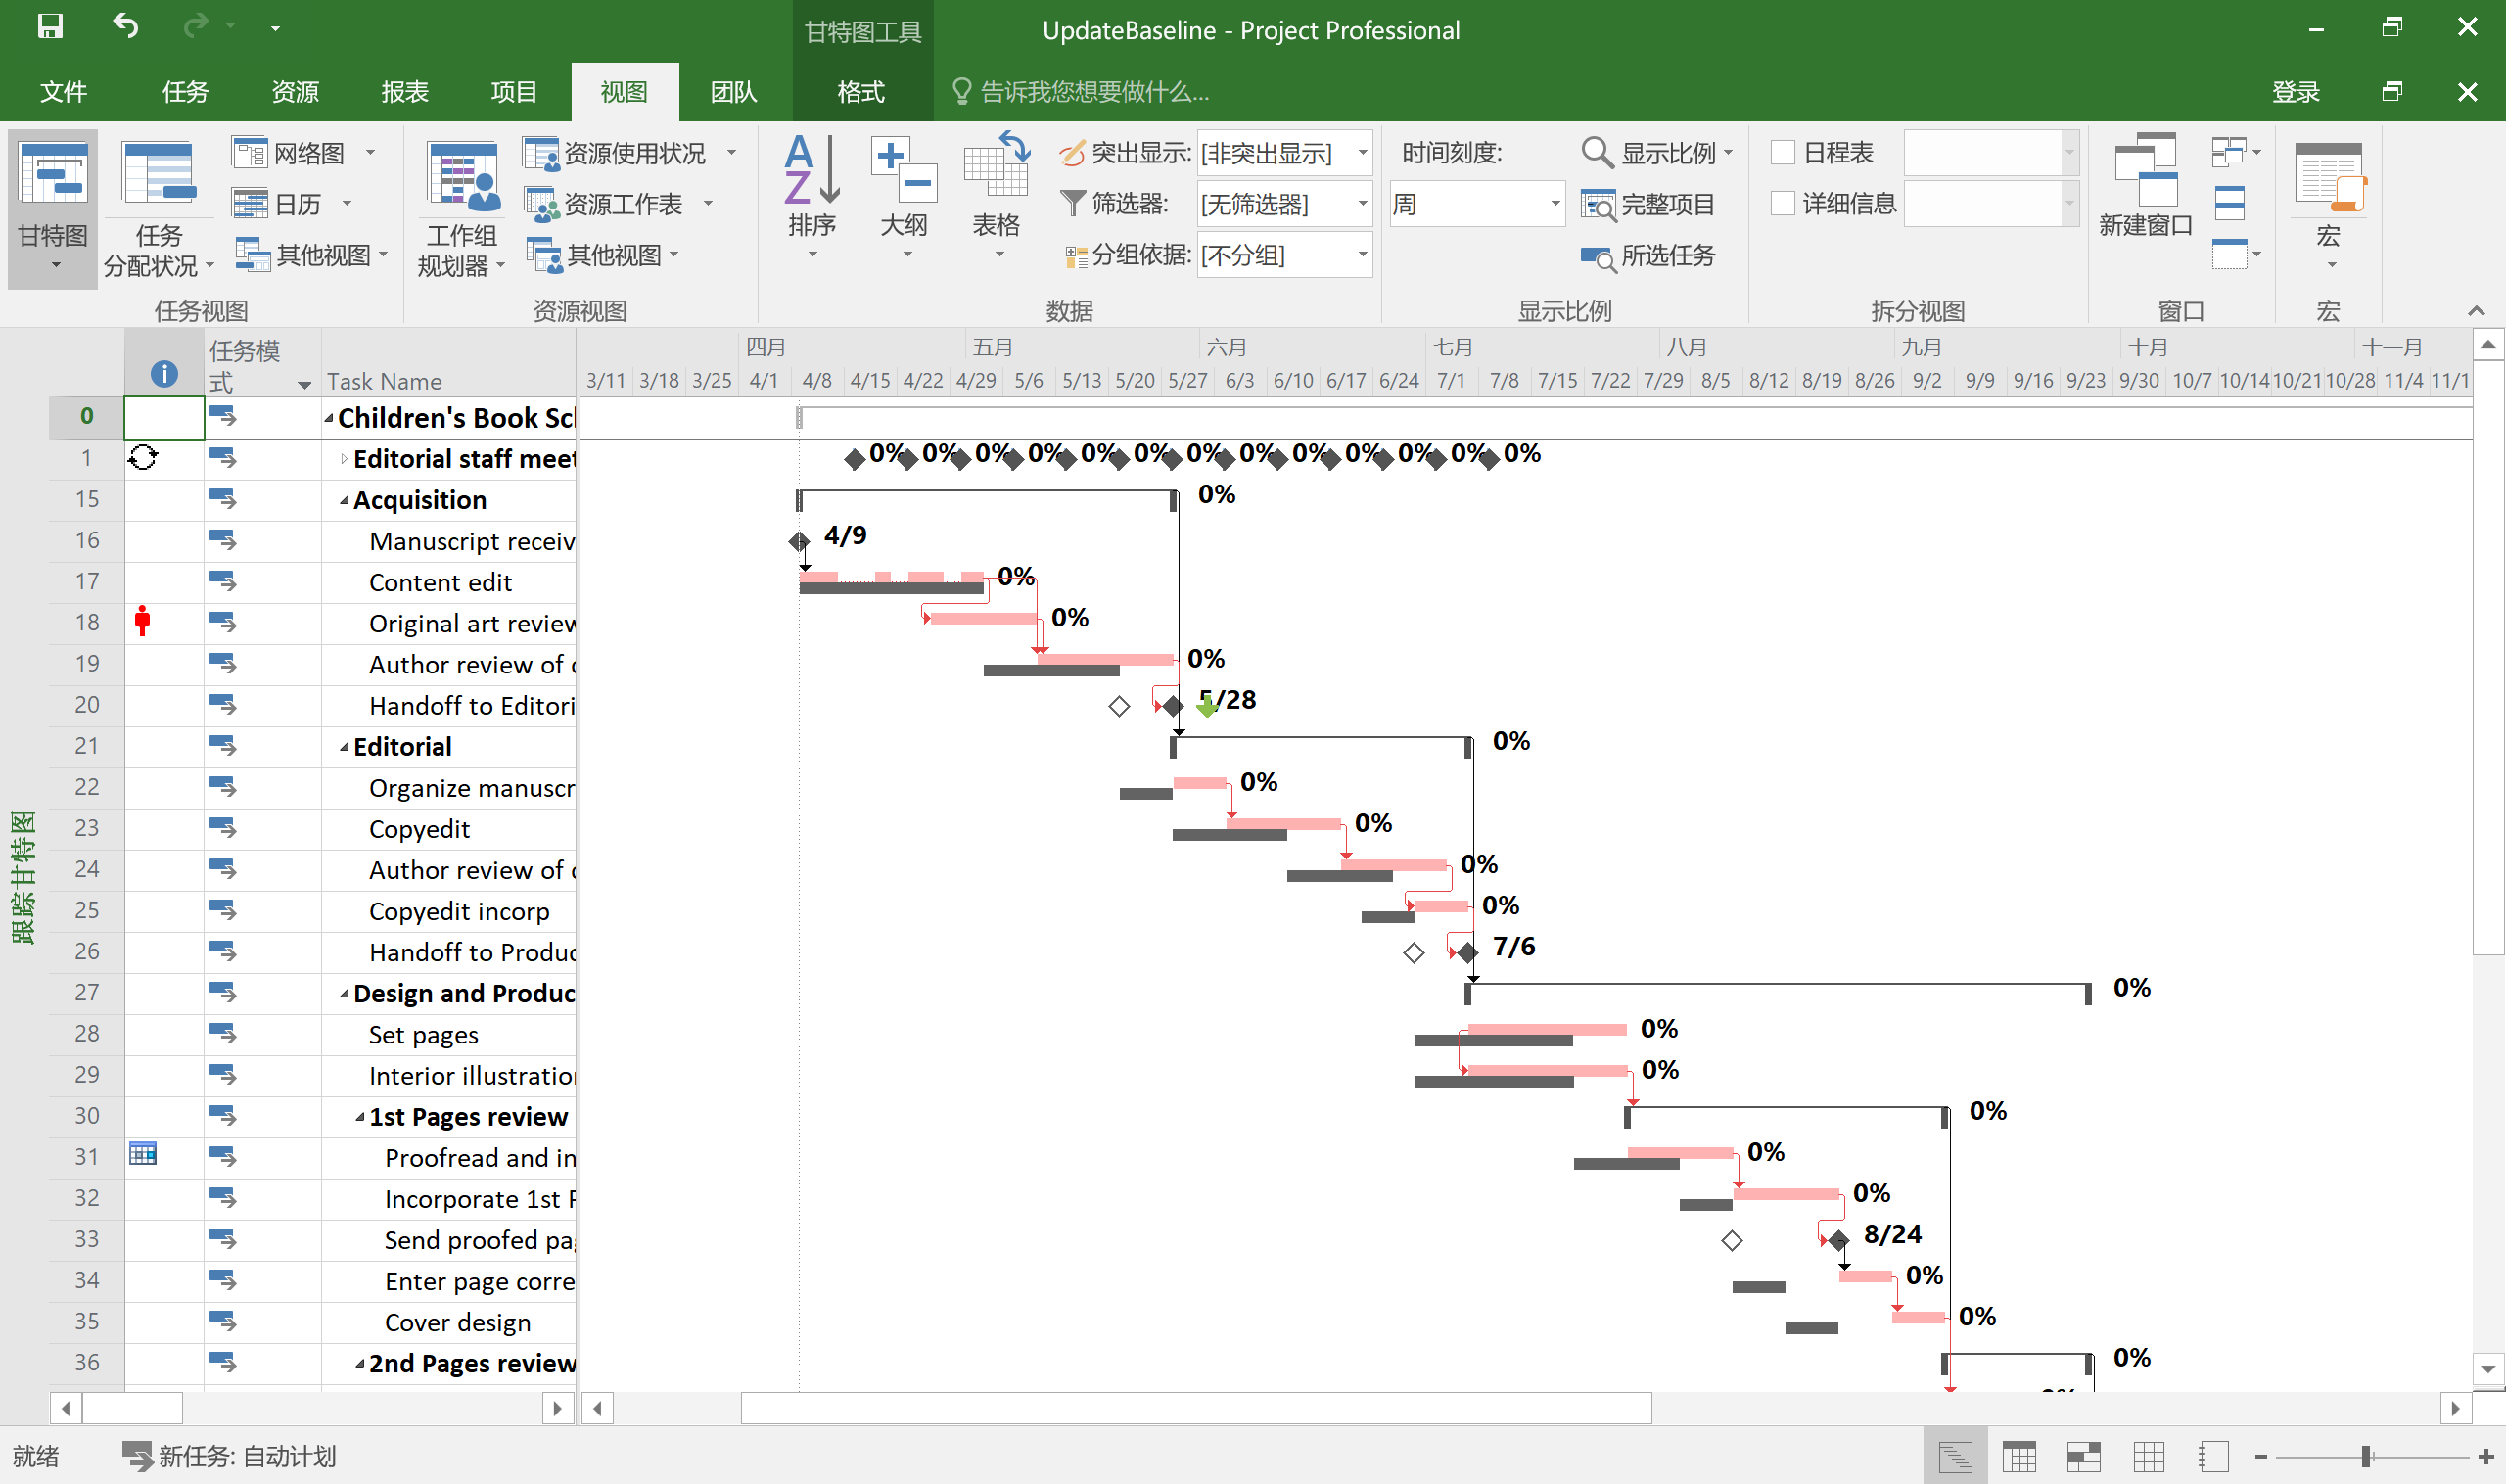 甘特图工具
UpdateBaseline - Project Professional
文件 任务 资源 报表 项目 视图 团队 格式 告诉我您想要做什么... 登录
甘特图
任务
分配状况
网络图
日历
其他视图
任务视图
工作组
规划器
资源使用状况
资源工作表
其他视图
资源视图
排序
大纲
表格
突出显示: [非突出显示]
筛选器: [无筛选器]
分组依据: [不分组]
数据
时间刻度:
周
显示比例
完整项目
所选任务
显示比例
日程表
详细信息
拆分视图
新建窗口
窗口
宏
宏
任务模
式
Task Name
四月 五月 六月 七月 八月 九月 十月 十一月
3/11 3/18 3/25 4/1 4/8 4/15 4/22 4/29 5/6 5/13 5/20 5/27 6/3 6/10 6/17 6/24 7/1 7/8 7/15 7/22 7/29 8/5 8/12 8/19 8/26 9/2 9/9 9/16 9/23 9/30 10/7 10/14 10/21 10/28 11/4 11/1
跟踪甘特图
0 Children's Book Scl
1 Editorial staff meet 0% 0% 0% 0% 0% 0% 0% 0% 0% 0% 0% 0% 0%
15 Acquisition 0%
16 Manuscript receiv 4/9
17 Content edit 0%
18 Original art review 0%
19 Author review of c 0%
20 Handoff to Editori 5/28
21 Editorial 0%
22 Organize manuscr 0%
23 Copyedit 0%
24 Author review of c 0%
25 Copyedit incorp 0%
26 Handoff to Produc 7/6
27 Design and Produc 0%
28 Set pages 0%
29 Interior illustration 0%
30 1st Pages review 0%
31 Proofread and in 0%
32 Incorporate 1st P 0%
33 Send proofed pa 8/24
34 Enter page corre 0%
35 Cover design 0%
36 2nd Pages review 0%
就绪 新任务: 自动计划